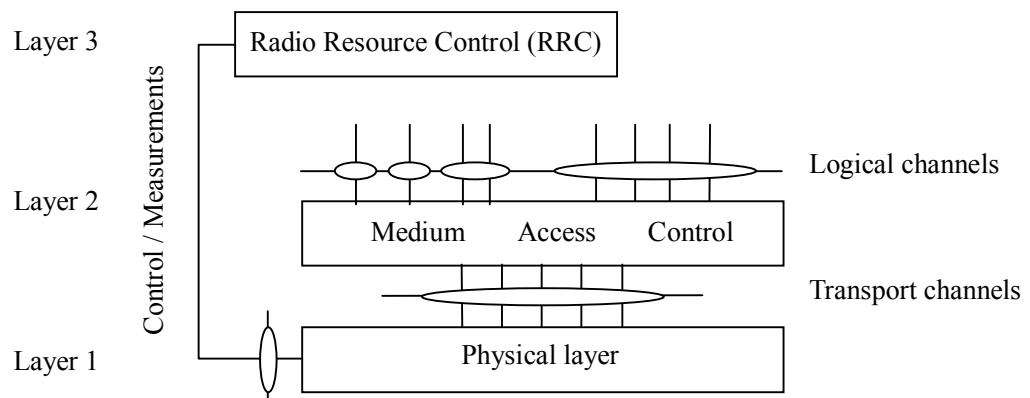 Layer 3
Radio Resource Control (RRC)
Control / Measurements
Logical channels
Layer 2
Medium Access Control
Transport channels
Layer 1
Physical layer